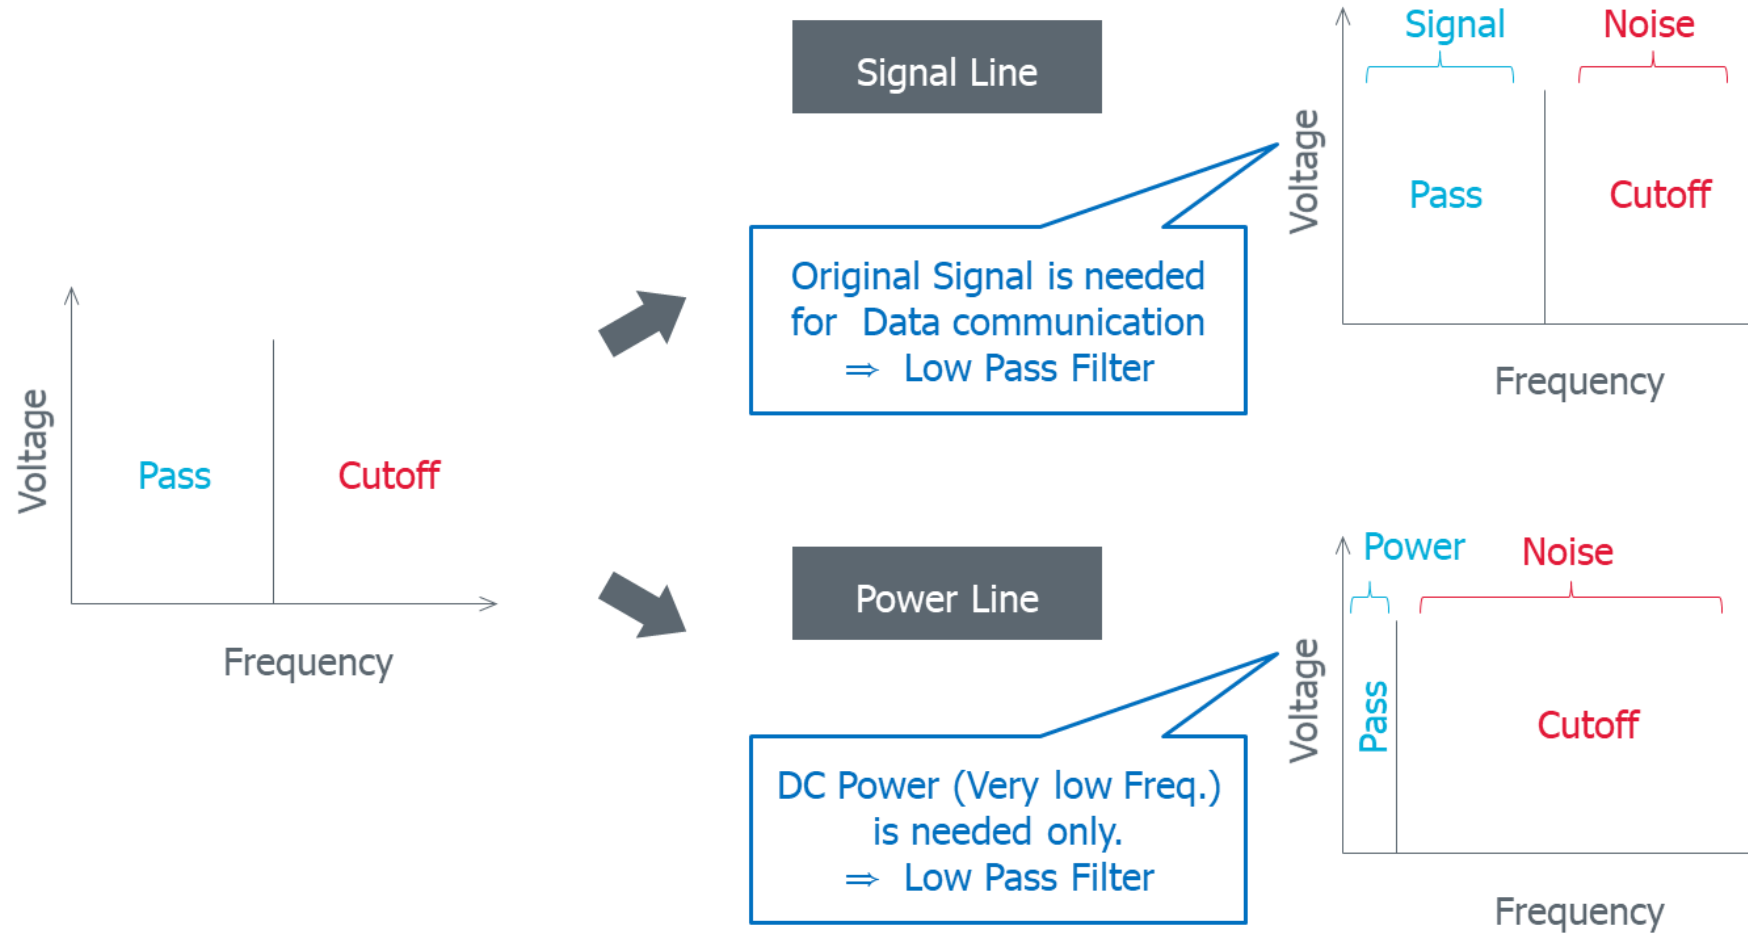 Voltage
Pass
Cutoff
Frequency
Signal Line
Original Signal is needed
for Data communication
⇒ Low Pass Filter
Signal
Noise
Voltage
Pass
Cutoff
Frequency
Power Line
DC Power (Very low Freq.)
is needed only.
⇒ Low Pass Filter
Power
Noise
Voltage
Pass
Cutoff
Frequency